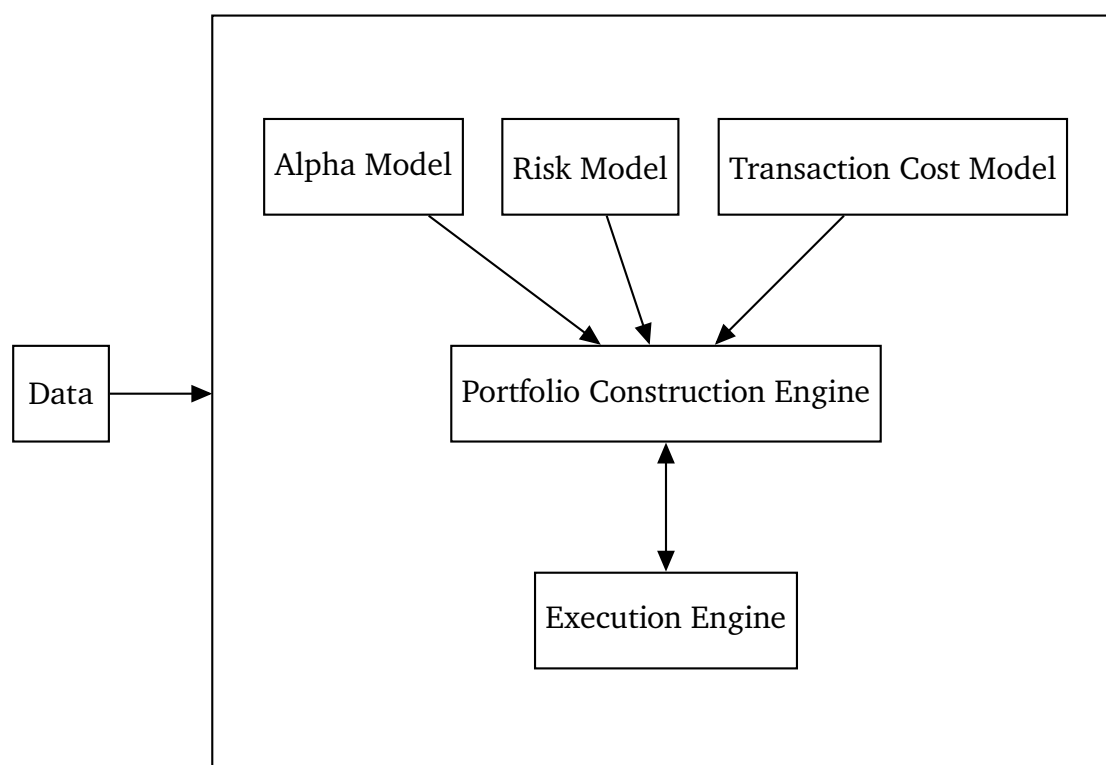 Alpha Model
Risk Model
Transaction Cost Model
Data
Portfolio Construction Engine
Execution Engine